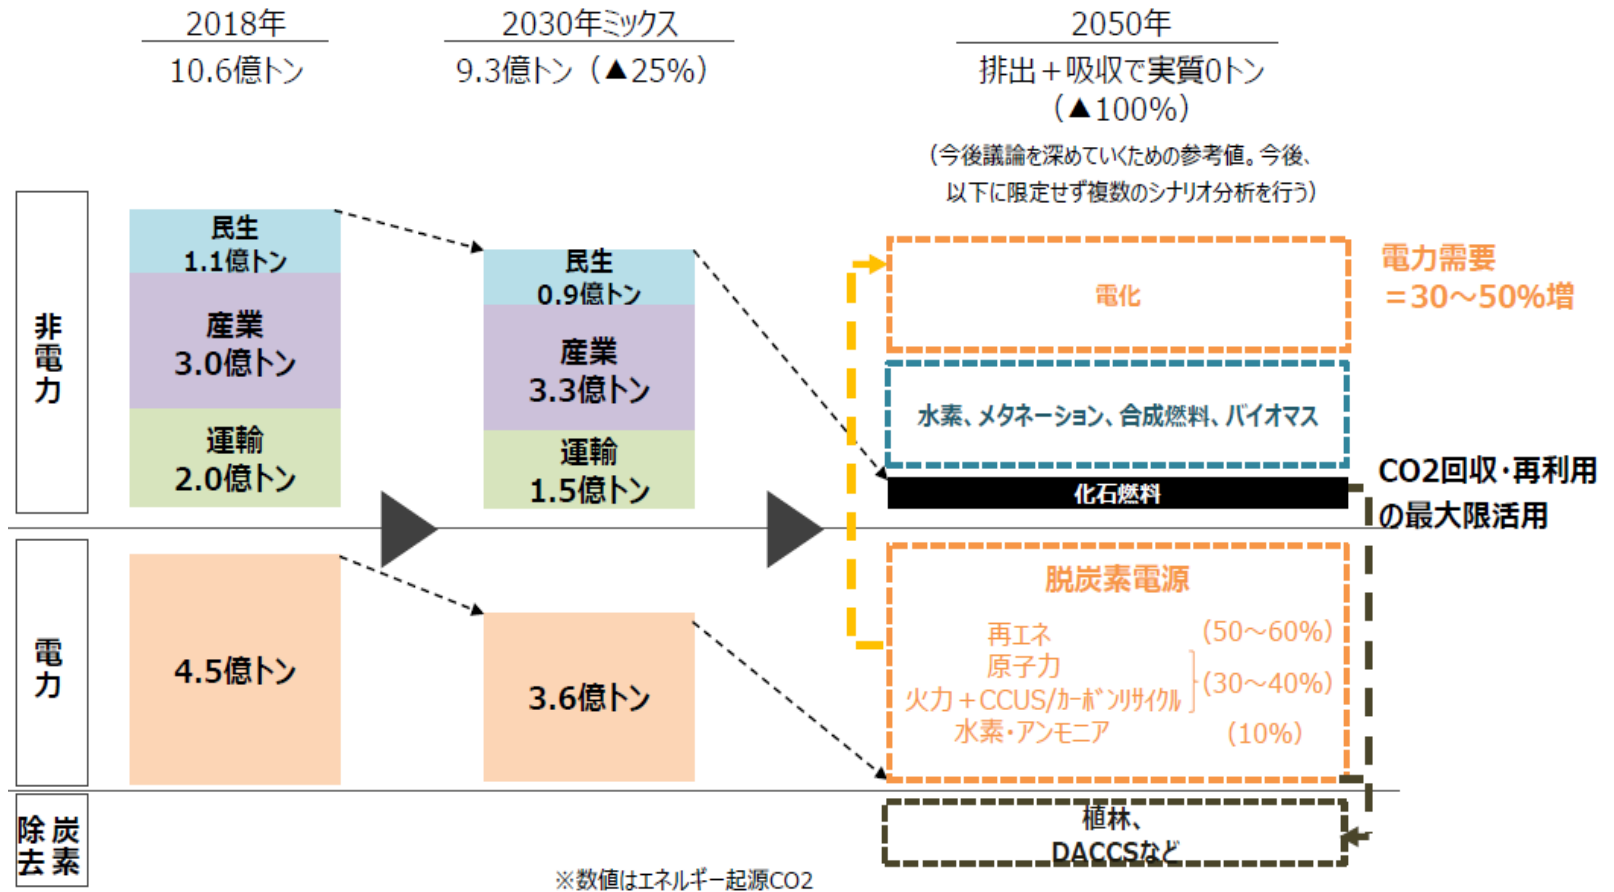 2018年
10.6億トン
2030年ミックス
9.3億トン（▲25%）
2050年
排出＋吸収で実質0トン
（▲100%）
（今後議論を深めていくための参考値。今後、
以下に限定せず複数のシナリオ分析を行う）
非電力
民生
1.1億トン
産業
3.0億トン
運輸
2.0億トン
民生
0.9億トン
産業
3.3億トン
運輸
1.5億トン
電化
電力需要
＝30～50%増
水素、メタネーション、合成燃料、バイオマス
化石燃料
CO2回収・再利用
の最大限活用
電力
4.5億トン
3.6億トン
脱炭素電源
再エネ (50～60%)
原子力
火力＋CCUS/カーボンリサイクル (30～40%)
水素・アンモニア (10%)
炭素除去
植林、
DACCSなど
※数値はエネルギー起源CO2